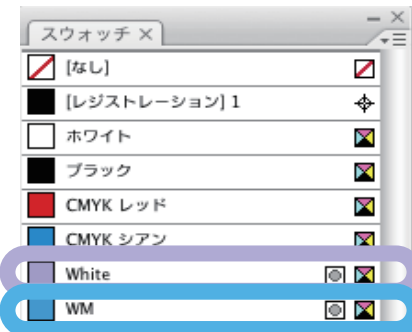 スウォッチ
[なし]
[レジストレーション] 1
ホワイト
ブラック
CMYK レッド
CMYK シアン
White
WM